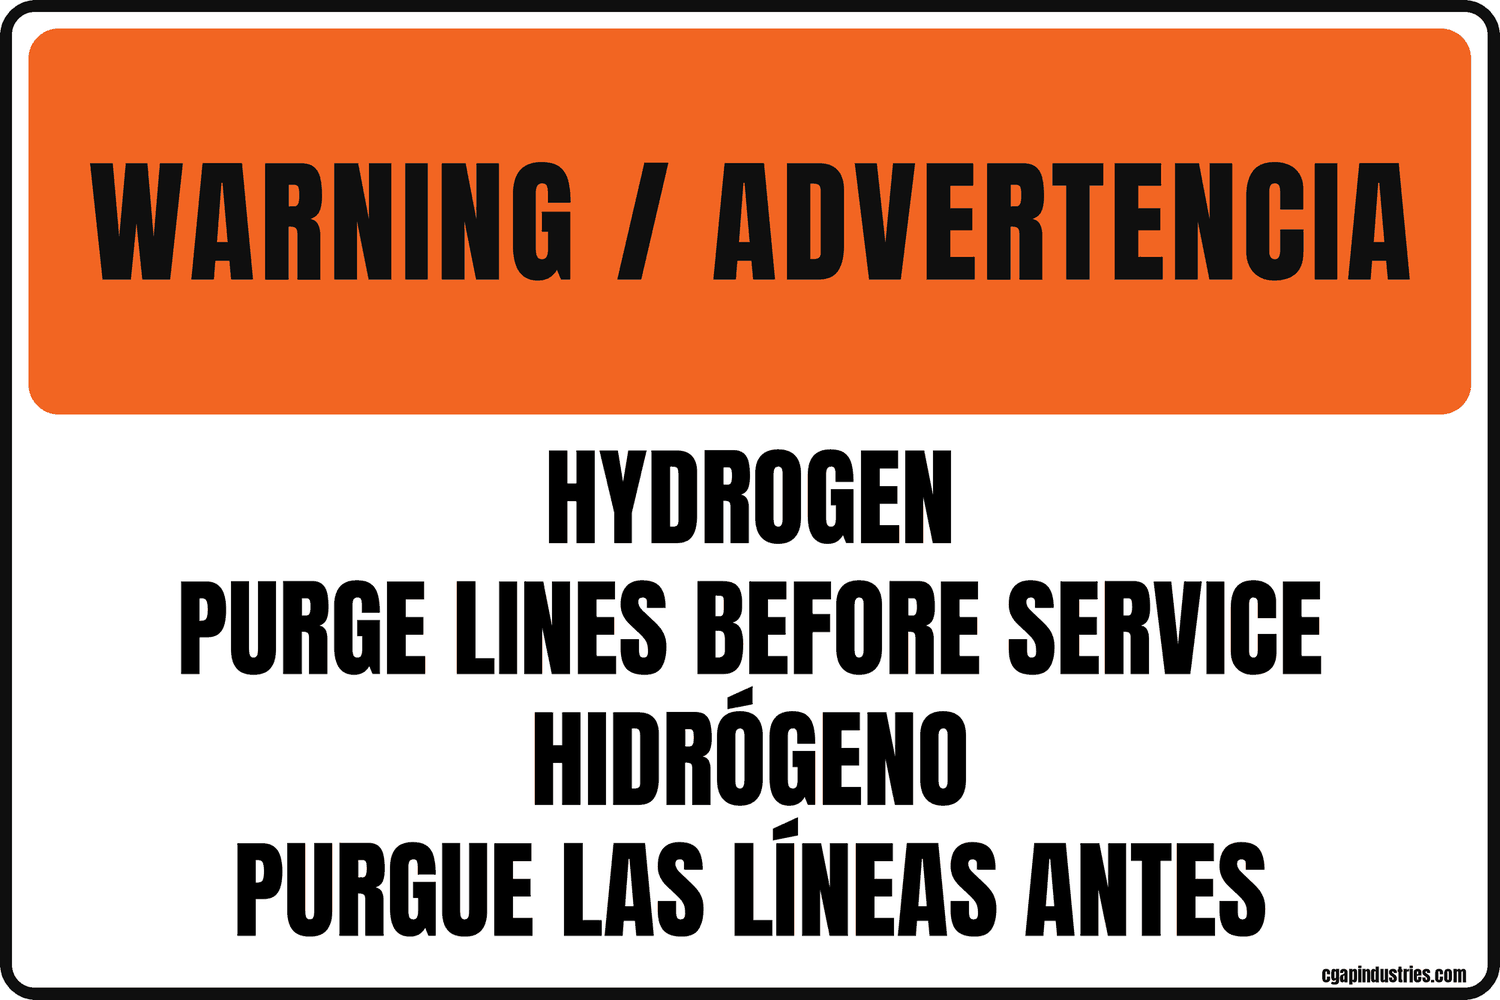 WARNING / ADVERTENCIA
HYDROGEN
PURGE LINES BEFORE SERVICE
HIDRÓGENO
PURGUE LAS LÍNEAS ANTES
cgapindustries.com